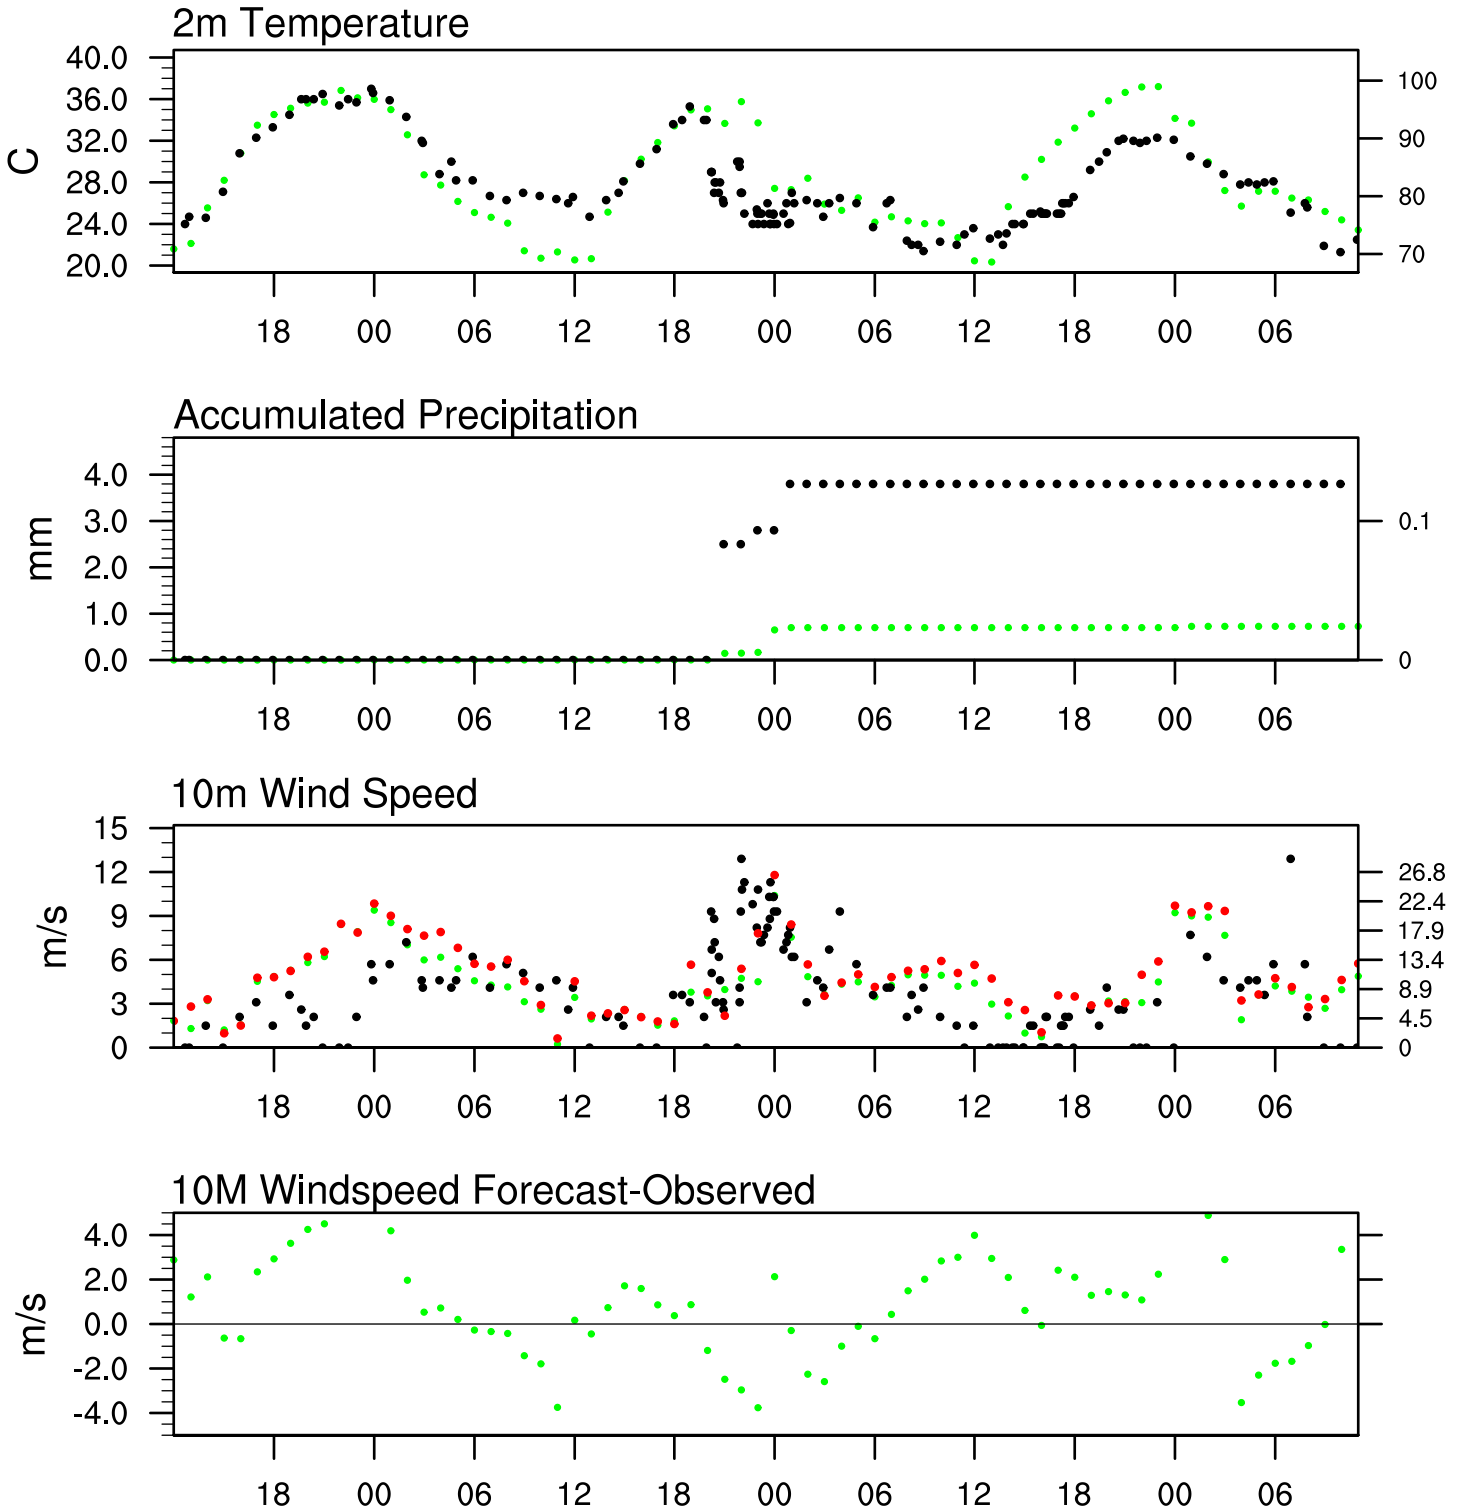 2m Temperature
40.0
36.0
32.0
28.0
24.0
20.0
C
100
90
80
70
18 00 06 12 18 00 06 12 18 00 06
Accumulated Precipitation
4.0
3.0
2.0
1.0
0.0
mm
0.1
0
18 00 06 12 18 00 06 12 18 00 06
10m Wind Speed
15
12
9
6
3
0
m/s
26.8
22.4
17.9
13.4
8.9
4.5
0
18 00 06 12 18 00 06 12 18 00 06
10M Windspeed Forecast-Observed
4.0
2.0
0.0
-2.0
-4.0
m/s
18 00 06 12 18 00 06 12 18 00 06